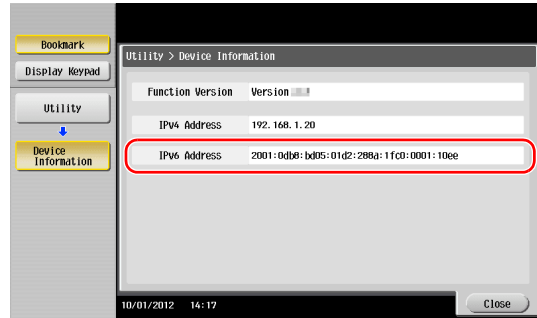 Bookmark
Display Keypad
Utility
Device
Information
Utility > Device Information
Function Version Version
IPv4 Address 192.168.1.20
IPv6 Address 2001:0db8:bd05:01d2:288a:1fc0:0001:10ee
10/01/2012 14:17
Close